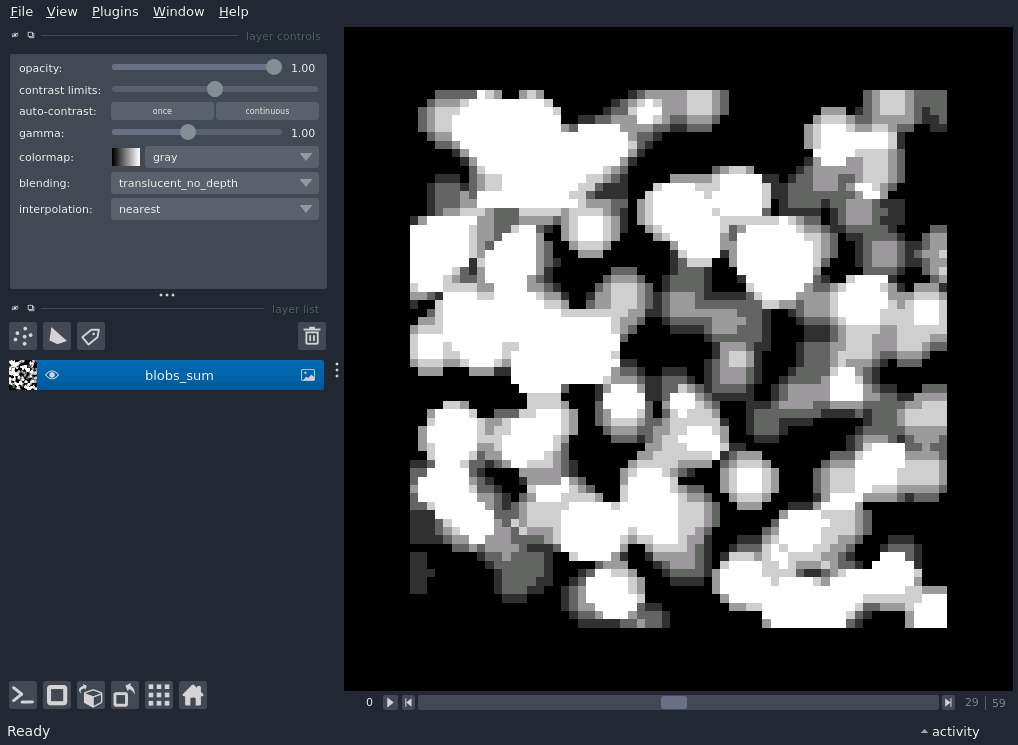 File View Plugins Window Help
layer controls
opacity: 1.00
contrast limits:
auto-contrast: once continuous
gamma: 1.00
colormap: gray
blending: translucent_no_depth
interpolation: nearest
layer list
blobs_sum
0 29 | 59
Ready activity